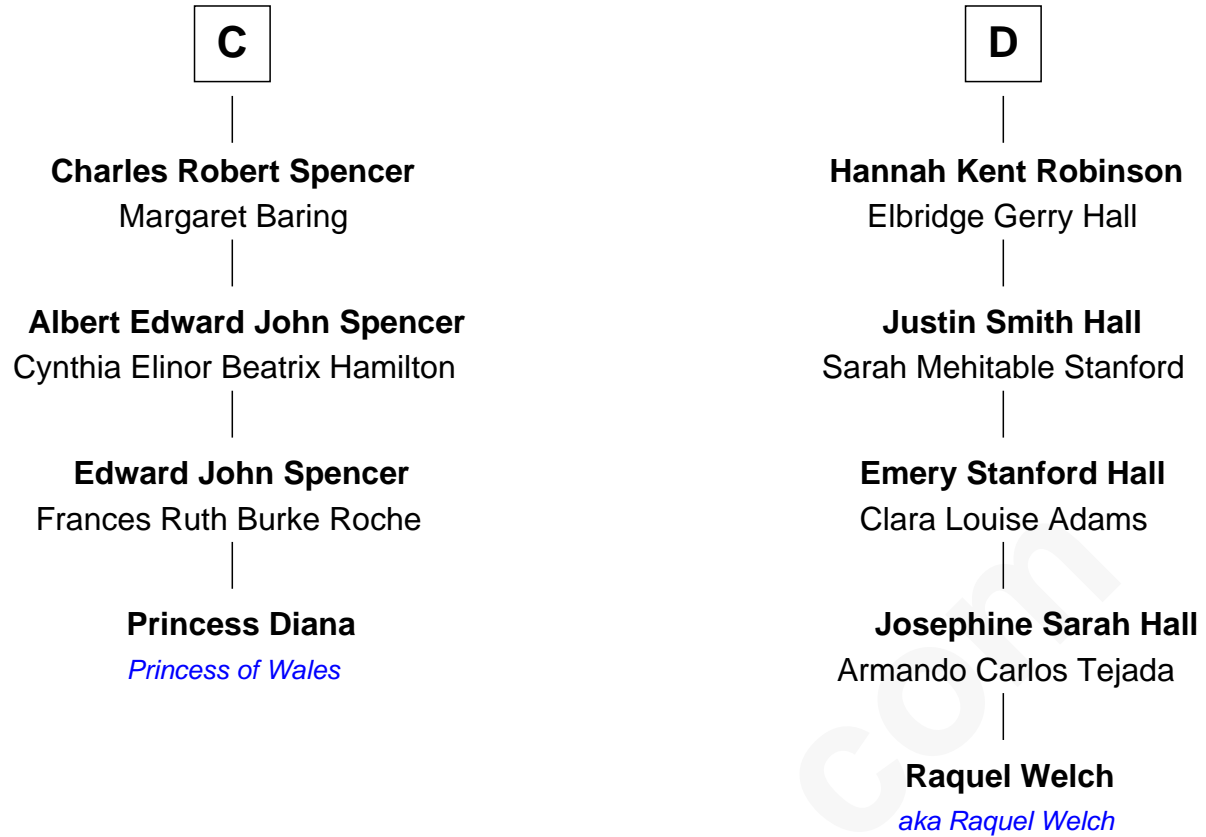 C
Charles Robert Spencer
Margaret Baring
Albert Edward John Spencer
Cynthia Elinor Beatrix Hamilton
Edward John Spencer
Frances Ruth Burke Roche
Princess Diana
Princess of Wales
D
Hannah Kent Robinson
Elbridge Gerry Hall
Justin Smith Hall
Sarah Mehitable Stanford
Emery Stanford Hall
Clara Louise Adams
Josephine Sarah Hall
Armando Carlos Tejada
Raquel Welch
aka Raquel Welch
com